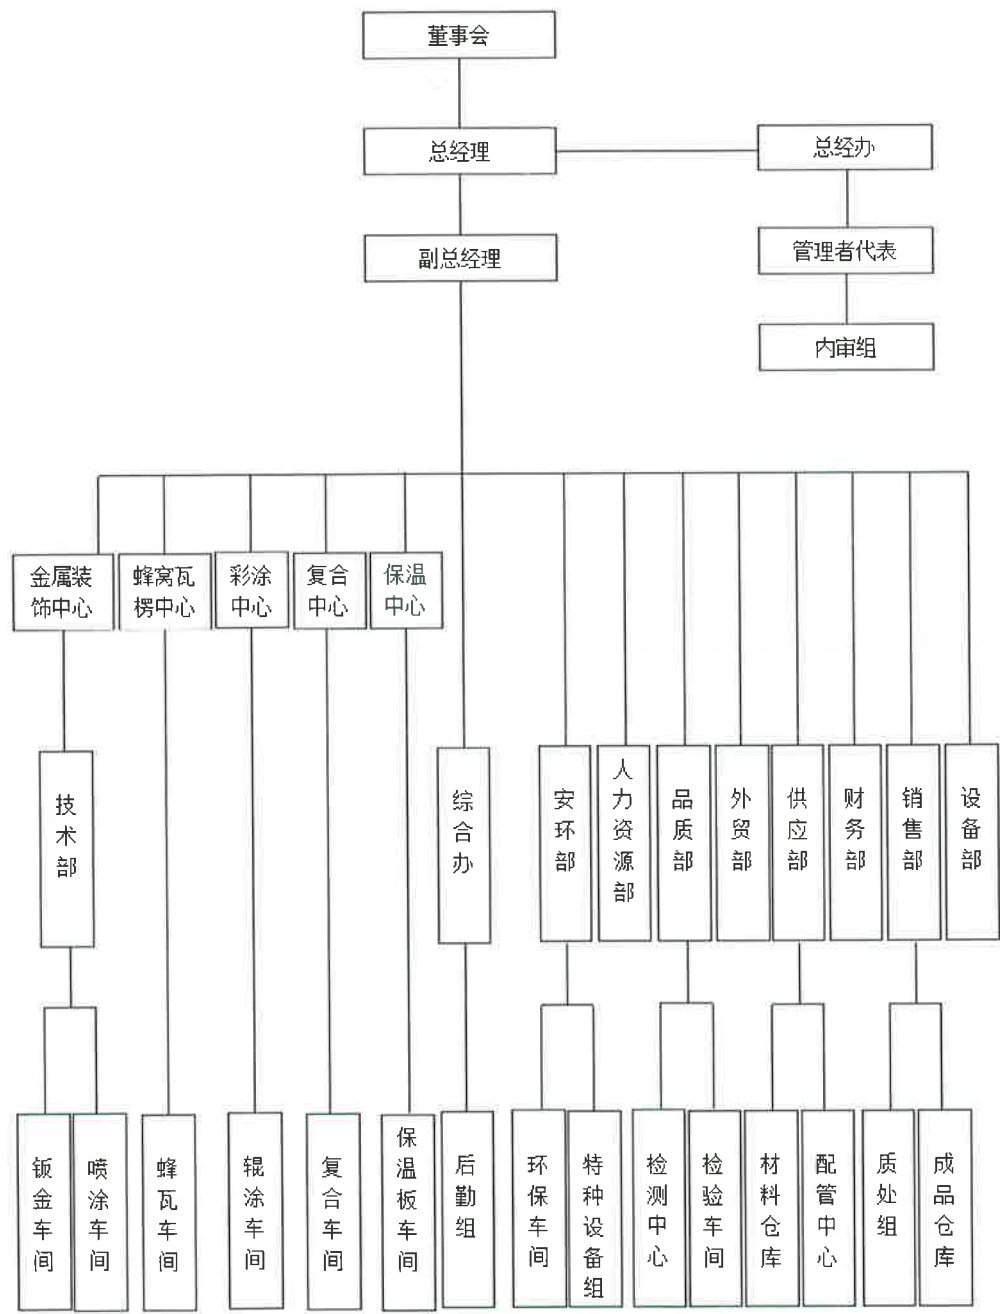 董事会
总经理
总经办
副总经理
管理者代表
内审组
金属装
饰中心
蜂窝瓦
楞中心
彩涂
中心
复合
中心
保温
中心
技术部
综合办
安环部
人力资源部
品质部
外贸部
供应部
财务部
销售部
设备部
钣金车间
喷涂车间
蜂瓦车间
辊涂车间
复合车间
保温板车间
后勤组
环保车间
特种设备组
检测中心
检验车间
材料仓库
配管中心
质处组
成品仓库